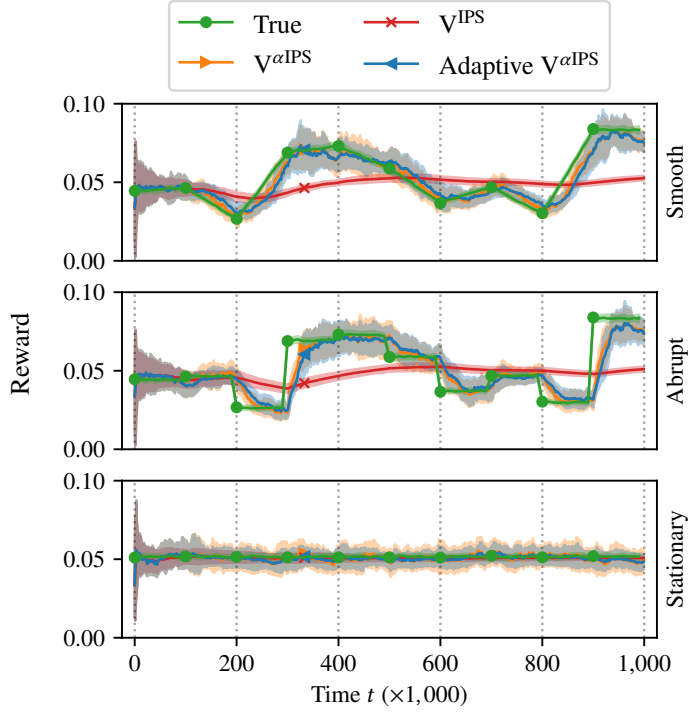 True
V^IPS
V^αIPS
Adaptive V^αIPS
0.10
0.05
0.00
Smooth
0.10
0.05
0.00
Abrupt
Reward
0.10
0.05
0.00
Stationary
0 200 400 600 800 1,000
Time t (×1,000)